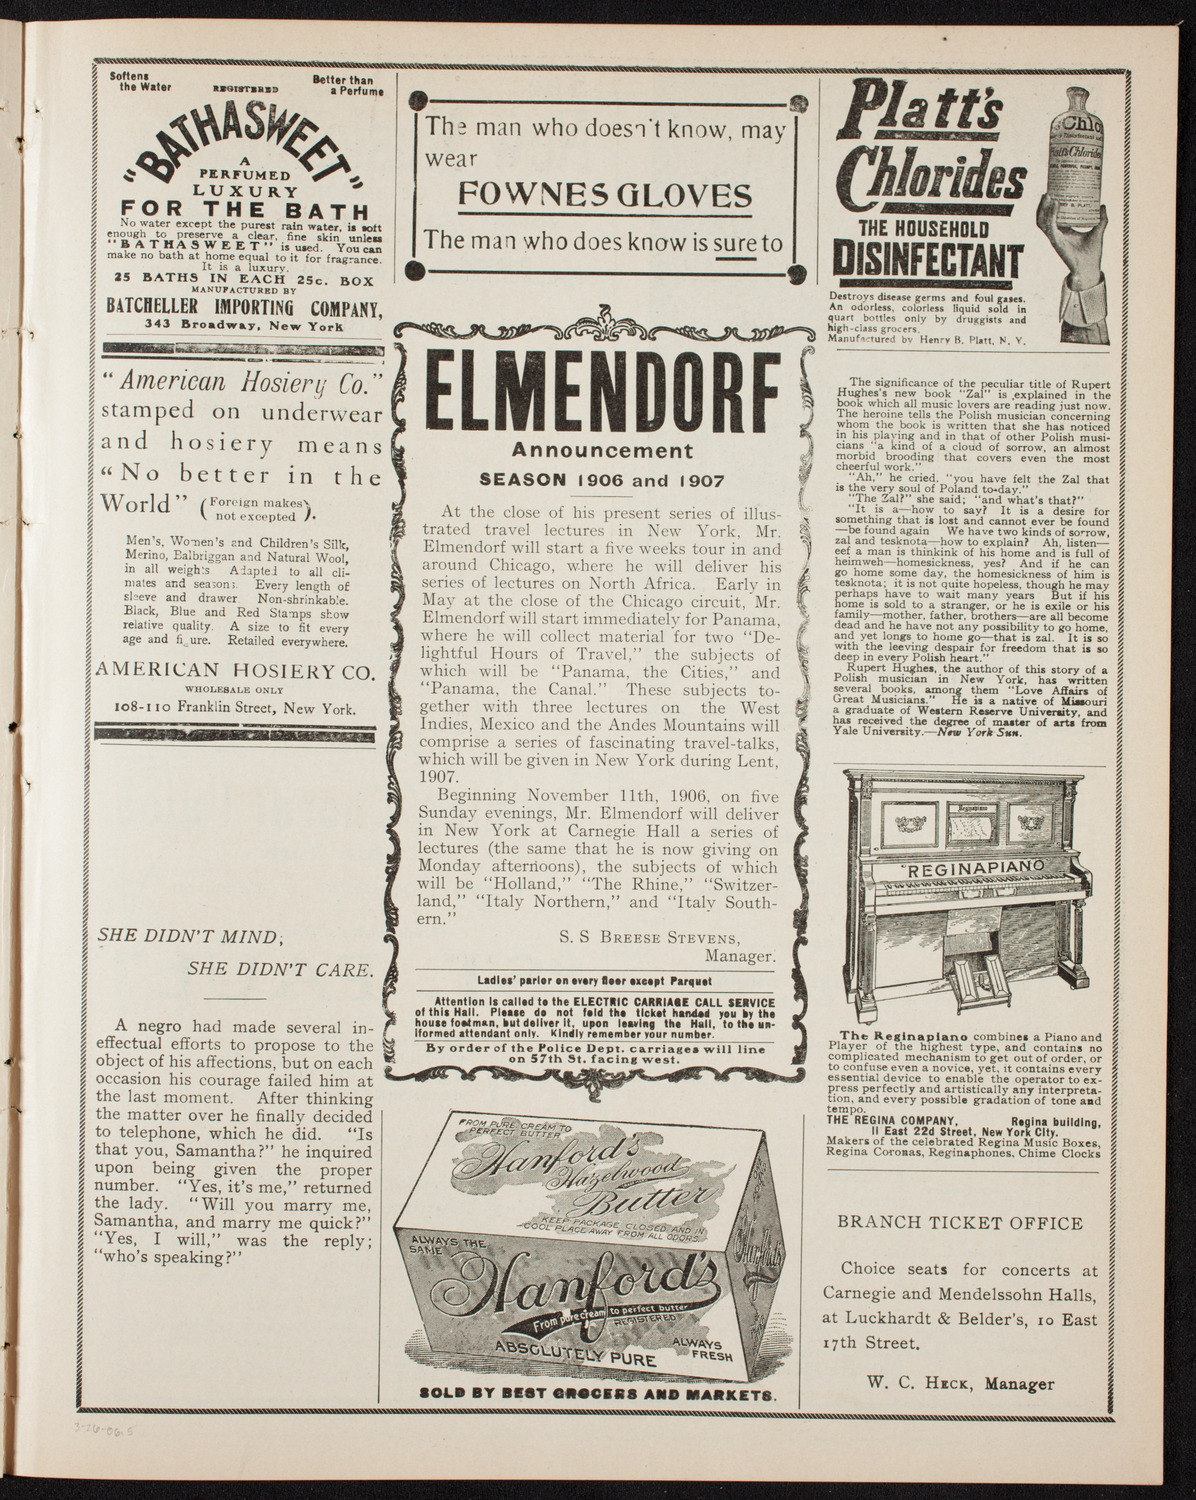 Softens
the Water
REGISTERED
Better than
a Perfume
"BATHASWEET"
A
PERFUMED
LUXURY
FOR THE BATH
No water except the purest rain water, is soft
enough to preserve a clear, fine skin unless
"BATHASWEET" is used. You can
make no bath at home equal to it for fragrance.
It is a luxury.
25 BATHS IN EACH 25c. BOX
MANUFACTURED BY
BATCHELLER IMPORTING COMPANY,
343 Broadway, New York
"American Hosiery Co."
stamped on underwear
and hosiery means
"No better in the
World" (Foreign makes
not excepted).
Men's, Women's and Children's Silk,
Merino, Balbriggan and Natural Wool,
in all weights Adapted to all cli-
mates and seasons. Every length of
sleeve and drawer Non-shrinkable.
Black, Blue and Red Stamps show
relative quality. A size to fit every
age and fi_ure. Retailed everywhere.
AMERICAN HOSIERY CO.
WHOLESALE ONLY
108-110 Franklin Street, New York.
SHE DIDN'T MIND;
SHE DIDN'T CARE.
A negro had made several in-
effectual efforts to propose to the
object of his affections, but on each
occasion his courage failed him at
the last moment. After thinking
the matter over he finally decided
to telephone, which he did. "Is
that you, Samantha?" he inquired
upon being given the proper
number. "Yes, it's me," returned
the lady. "Will you marry me,
Samantha, and marry me quick?"
"Yes, I will," was the reply;
"who's speaking?"
The man who doesn't know, may
wear
FOWNES GLOVES
The man who does know is sure to
ELMENDORF
Announcement
SEASON 1906 and 1907
At the close of his present series of illus-
trated travel lectures in New York, Mr.
Elmendorf will start a five weeks tour in and
around Chicago, where he will deliver his
series of lectures on North Africa. Early in
May at the close of the Chicago circuit, Mr.
Elmendorf will start immediately for Panama,
where he will collect material for two "De-
lightful Hours of Travel," the subjects of
which will be "Panama, the Cities," and
"Panama, the Canal." These subjects to-
gether with three lectures on the West
Indies, Mexico and the Andes Mountains will
comprise a series of fascinating travel-talks,
which will be given in New York during Lent,
1907.
Beginning November 11th, 1906, on five
Sunday evenings, Mr. Elmendorf will deliver
in New York at Carnegie Hall a series of
lectures (the same that he is now giving on
Monday afternoons), the subjects of which
will be "Holland," "The Rhine," "Switzer-
land," "Italy Northern," and "Italy South-
ern."
S. S BREESE STEVENS,
Manager.
Ladies' parlor on every floor except Parquet
Attention is called to the ELECTRIC CARRIAGE CALL SERVICE
of this Hall. Please do not fold the ticket handed you by the
house footman, but deliver it, upon leaving the Hall, to the un-
iformed attendant only. Kindly remember your number.
By order of the Police Dept. carriages will line
on 57th St. facing west.
FROM PURE CREAM TO
PERFECT BUTTER
Hanford's
Hazelwood
Butter
KEEP PACKAGE CLOSED AND IN
COOL PLACE AWAY FROM ALL ODORS.
ALWAYS THE
SAME
Hanford's
From pure cream to perfect butter
REGISTERED
ABSOLUTELY PURE
ALWAYS
FRESH
SOLD BY BEST GROCERS AND MARKETS.
Platt's
Chlorides
THE HOUSEHOLD
DISINFECTANT
Destroys disease germs and foul gases.
An odorless, colorless liquid sold in
quart bottles only by druggists and
high-class grocers.
Manufactured by Henry B. Platt, N. Y.
The significance of the peculiar title of Rupert
Hughes's new book "Zal" is explained in the
book which all music lovers are reading just now.
The heroine tells the Polish musician concerning
whom the book is written that she has noticed
in his playing and in that of other Polish musi-
cians "a kind of a cloud of sorrow, an almost
morbid brooding that covers even the most
cheerful work."
"Ah," he cried, "you have felt the Zal that
is the very soul of Poland to-day."
"The Zal?" she said; "and what's that?"
"It is a—how to say? It is a desire for
something that is lost and cannot ever be found
—be found again We have two kinds of sorrow,
zal and tesknota—how to explain? Ah, listen—
eef a man is thinkink of his home and is full of
heimweh—homesickness, yes? And if he can
go home some day, the homesickness of him is
tesknota; it is not quite hopeless, though he may
perhaps have to wait many years But if his
home is sold to a stranger, or he is exile or his
family—mother, father, brothers—are all become
dead and he have not any possibility to go home,
and yet longs to home go—that is zal. It is so
with the leeving despair for freedom that is so
deep in every Polish heart."
Rupert Hughes, the author of this story of a
Polish musician in New York, has written
several books, among them "Love Affairs of
Great Musicians." He is a native of Missouri
a graduate of Western Reserve University, and
has received the degree of master of arts from
Yale University.—New York Sun.
Reginapiano
"REGINAPIANO
The Reginapiano combines a Piano and
Player of the highest type, and contains no
complicated mechanism to get out of order, or
to confuse even a novice, yet, it contains every
essential device to enable the operator to ex-
press perfectly and artistically any interpreta-
tion, and every possible gradation of tone and
tempo.
THE REGINA COMPANY, Regina building,
11 East 22d Street, New York City.
Makers of the celebrated Regina Music Boxes,
Regina Coronas, Reginaphones, Chime Clocks
BRANCH TICKET OFFICE
Choice seats for concerts at
Carnegie and Mendelssohn Halls,
at Luckhardt & Belder's, 10 East
17th Street.
W. C. HECK, Manager
3-26-06.5